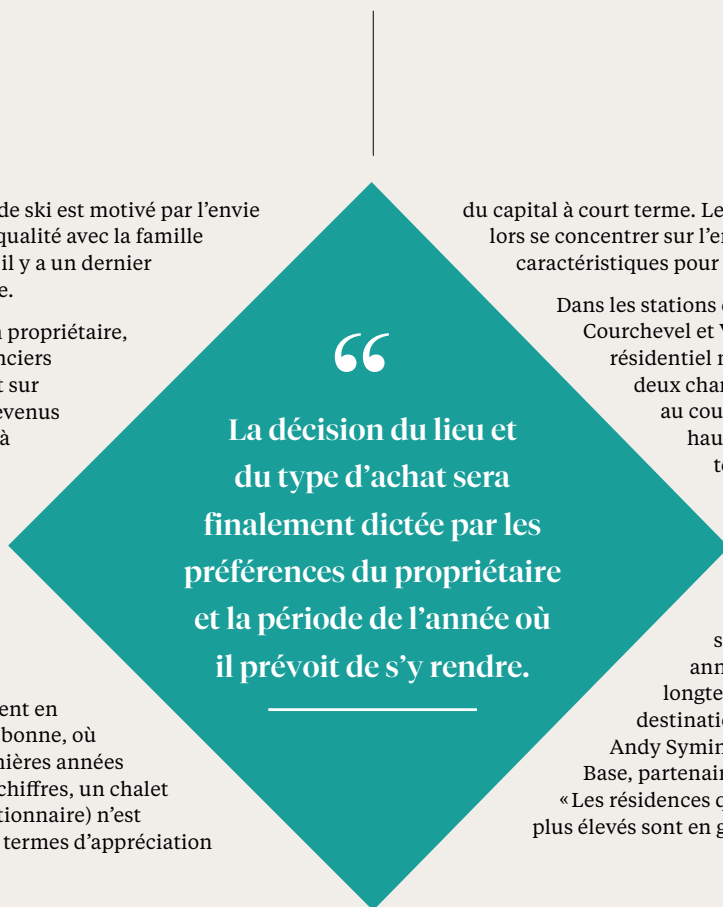 de ski est motivé par l’envie
qualité avec la famille
il y a un dernier
e.
propriétaire,
nciers
t sur
evenus
à
ent en
bonne, où
nières années
chiffres, un chalet
tionnaire) n’est
termes d’appréciation
“
La décision du lieu et
du type d’achat sera
finalement dictée par les
préférences du propriétaire
et la période de l’année où
il prévoit de s’y rendre.
du capital à court terme. Le
lors se concentrer sur l’e
caractéristiques pour
Dans les stations
Courchevel et V
résidentiel
deux cha
au cou
hau
to
s
ann
longte
destinati
Andy Symin
Base, partenai
«Les résidences q
plus élevés sont en g